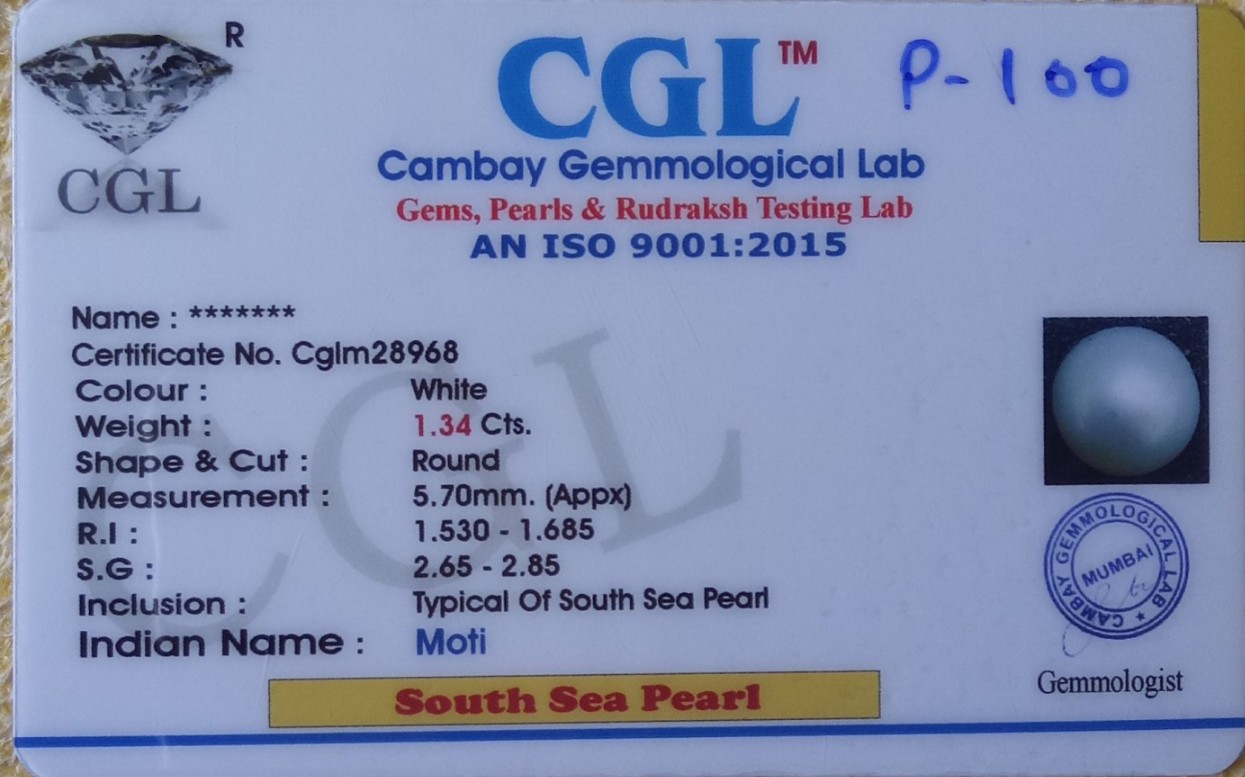 R
CGL
CGL™
P-100
Cambay Gemmological Lab
Gems, Pearls & Rudraksh Testing Lab
AN ISO 9001:2015
Name : *******
Certificate No. Cglm28968
Colour : White
Weight : 1.34 Cts.
Shape & Cut : Round
Measurement : 5.70mm. (Appx)
R.I : 1.530 - 1.685
S.G : 2.65 - 2.85
Inclusion : Typical Of South Sea Pearl
Indian Name : Moti
CGL
CAMBAY GEMMOLOGICAL LAB ★
MUMBAI
Gemmologist
South Sea Pearl